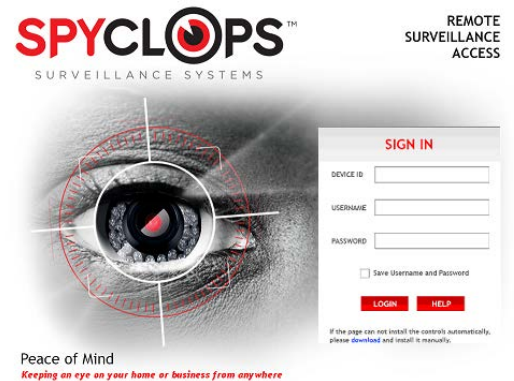 SPYCLOPS™
SURVEILLANCE SYSTEMS
REMOTE
SURVEILLANCE
ACCESS
SIGN IN
DEVICE ID
USERNAME
PASSWORD
Save Username and Password
LOGIN
HELP
If the page can not install the controls automatically,
please download and install it manually.
Peace of Mind
Keeping an eye on your home or business from anywhere